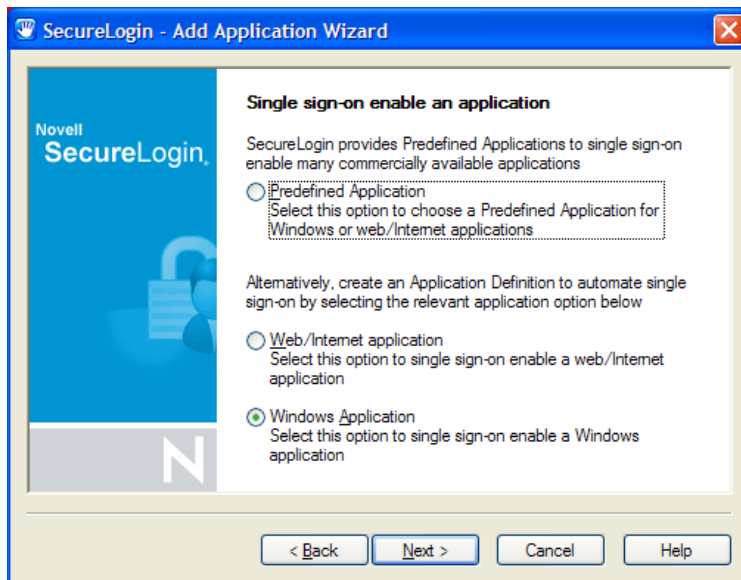 SecureLogin - Add Application Wizard
Novell
SecureLogin®
Single sign-on enable an application
SecureLogin provides Predefined Applications to single sign-on
enable many commercially available applications
Predefined Application
Select this option to choose a Predefined Application for
Windows or web/Internet applications
Alternatively, create an Application Definition to automate single
sign-on by selecting the relevant application option below
Web/Internet application
Select this option to single sign-on enable a web/Internet
application
Windows Application
Select this option to single sign-on enable a Windows
application
N
< Back Next > Cancel Help